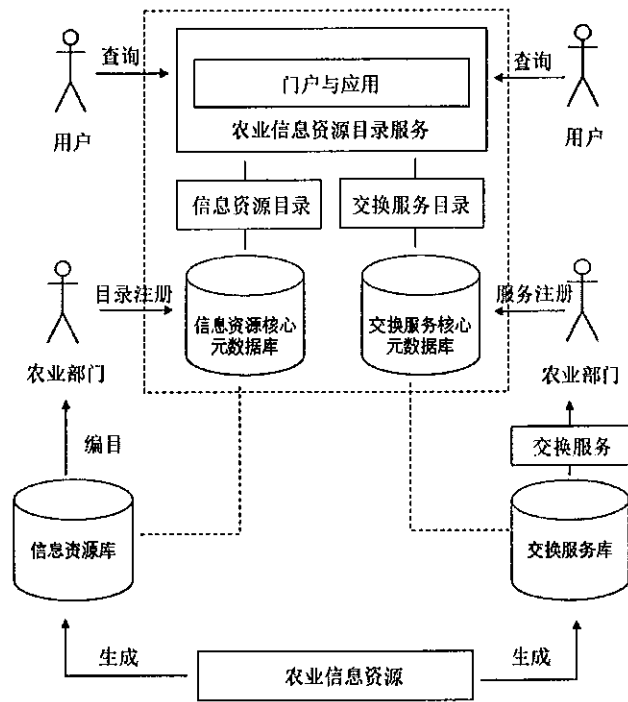 查询
门户与应用
查询
农业信息资源目录服务
用户
用户
信息资源目录
交换服务目录
目录注册
服务注册
信息资源核心
元数据库
交换服务核心
元数据库
农业部门
农业部门
编目
交换服务
信息资源库
交换服务库
生成
农业信息资源
生成